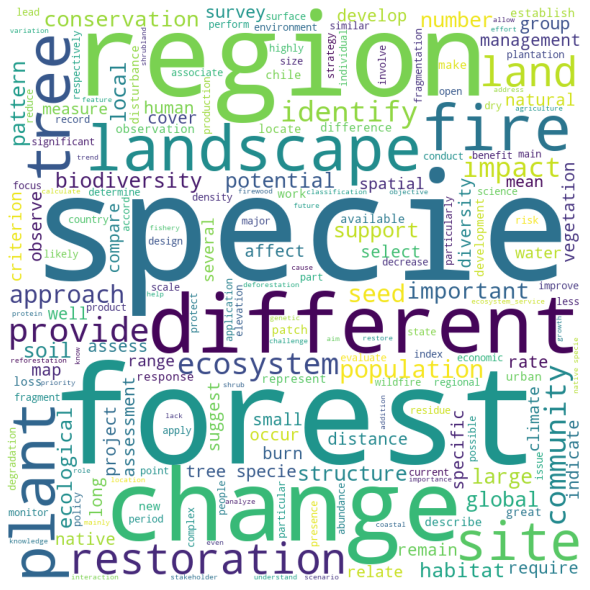 lead conservation survey surface develop number establish
variation region perform environment similar allow effort
shrubland strategy individual fragmentation group plantation
respectively tree pattern reduce feature measure record
local disturbance human associate highly size involve make management address agriculture
cover production chile open dry land natural
observation locate difference identify
significant trend landscape conduct benefit main fire
focus biodiversity potential work spatial mean impact
observe criterion determine density firewood classification objective
country calculate major future available particularly diversity science vegetation
compare likely accord fishery design affect support select development risk water
several specie decrease
approach scale cause part important less improve
protein product deforestation help protect application elevation patch seed state ecosystem_service
provided different
reforestation know genetic challenge aim restore growth
soil well assess ecosystem population rate
map range evaluate index economic
loss priority response represent wildfire regional urban native specie
fragment shrub suggest forest residue community climate
degradation role lack apply addition small occur distance specific possible issue indicate
plant ecological project assessment burn
monitor policy point tree specie structure current importance large
location long new period complex people change particular abundance presence analyze global great site
knowledge mainly native even restoration coastal describe remain
interaction stakeholder understand scenario relate habitat require